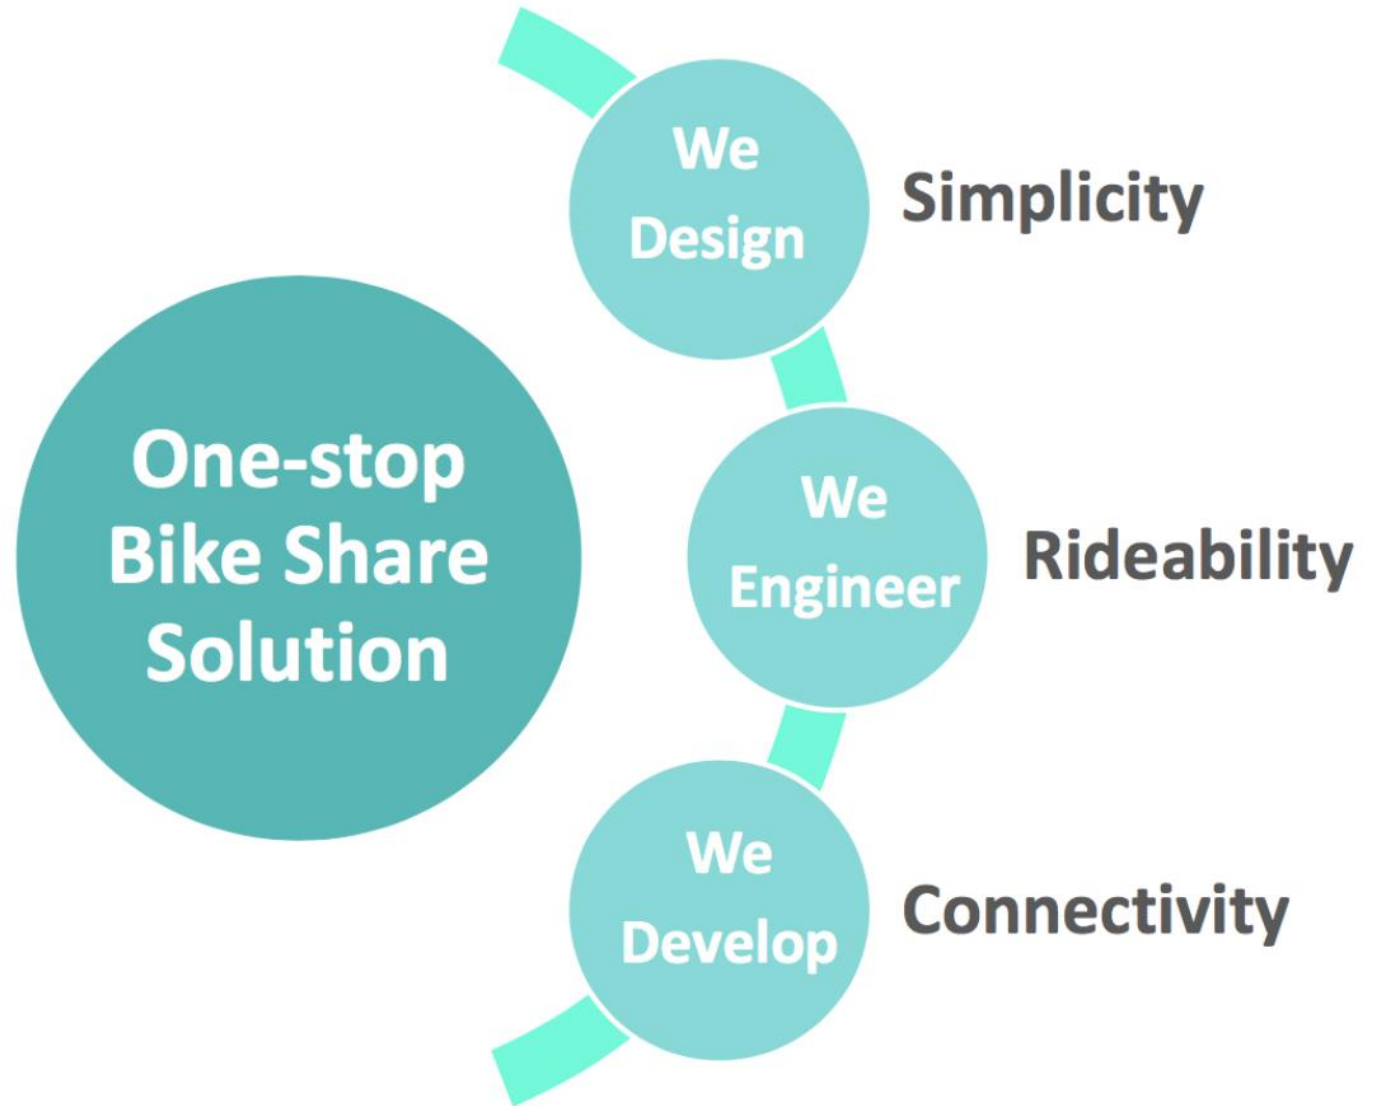 One-stop
Bike Share
Solution
We
Design
Simplicity
We
Engineer
Rideability
We
Develop
Connectivity